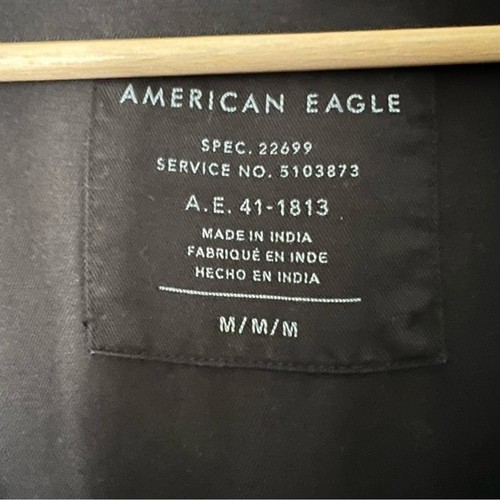 AMERICAN EAGLE
SPEC. 22699
SERVICE NO. 5103873
A.E. 41-1813
MADE IN INDIA
FABRIQUÉ EN INDE
HECHO EN INDIA
M/M/M